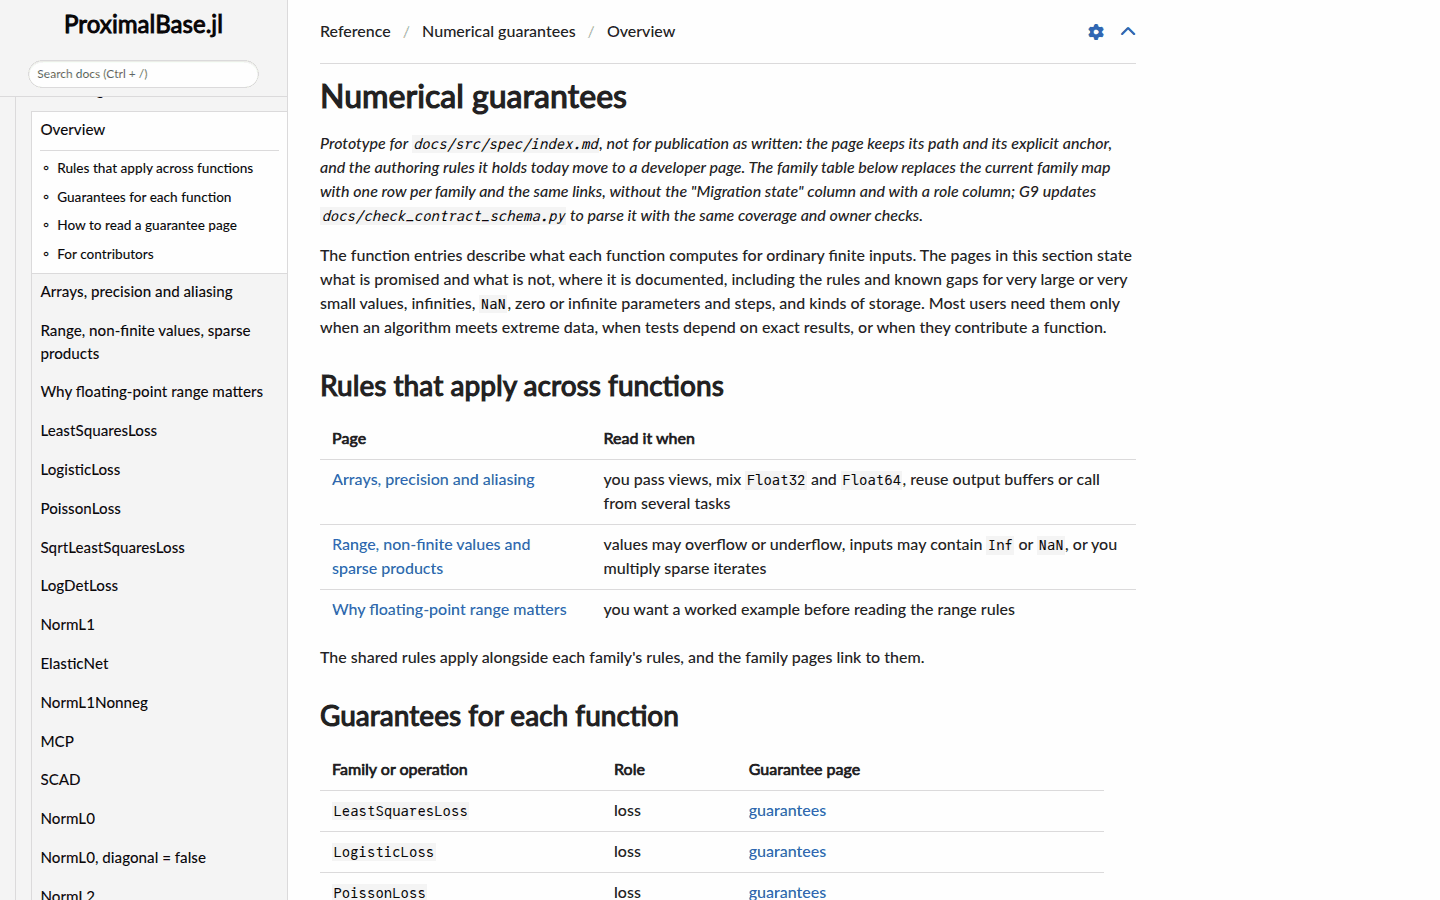 ProximalBase.jl
Search docs (Ctrl + /)
Overview
Rules that apply across functions
Guarantees for each function
How to read a guarantee page
For contributors
Arrays, precision and aliasing
Range, non-finite values, sparse
products
Why floating-point range matters
LeastSquaresLoss
LogisticLoss
PoissonLoss
SqrtLeastSquaresLoss
LogDetLoss
NormL1
ElasticNet
NormL1Nonneg
MCP
SCAD
NormL0
NormL0, diagonal = false
NormL2
Reference / Numerical guarantees / Overview
Numerical guarantees
Prototype for docs/src/spec/index.md, not for publication as written: the page keeps its path and its explicit anchor,
and the authoring rules it holds today move to a developer page. The family table below replaces the current family map
with one row per family and the same links, without the "Migration state" column and with a role column; G9 updates
docs/check_contract_schema.py to parse it with the same coverage and owner checks.
The function entries describe what each function computes for ordinary finite inputs. The pages in this section state
what is promised and what is not, where it is documented, including the rules and known gaps for very large or very
small values, infinities, NaN, zero or infinite parameters and steps, and kinds of storage. Most users need them only
when an algorithm meets extreme data, when tests depend on exact results, or when they contribute a function.
Rules that apply across functions
Page Read it when
Arrays, precision and aliasing you pass views, mix Float32 and Float64, reuse output buffers or call
from several tasks
Range, non-finite values and values may overflow or underflow, inputs may contain Inf or NaN, or you
sparse products multiply sparse iterates
Why floating-point range matters you want a worked example before reading the range rules
The shared rules apply alongside each family's rules, and the family pages link to them.
Guarantees for each function
Family or operation Role Guarantee page
LeastSquaresLoss loss guarantees
LogisticLoss loss guarantees
PoissonLoss loss guarantees